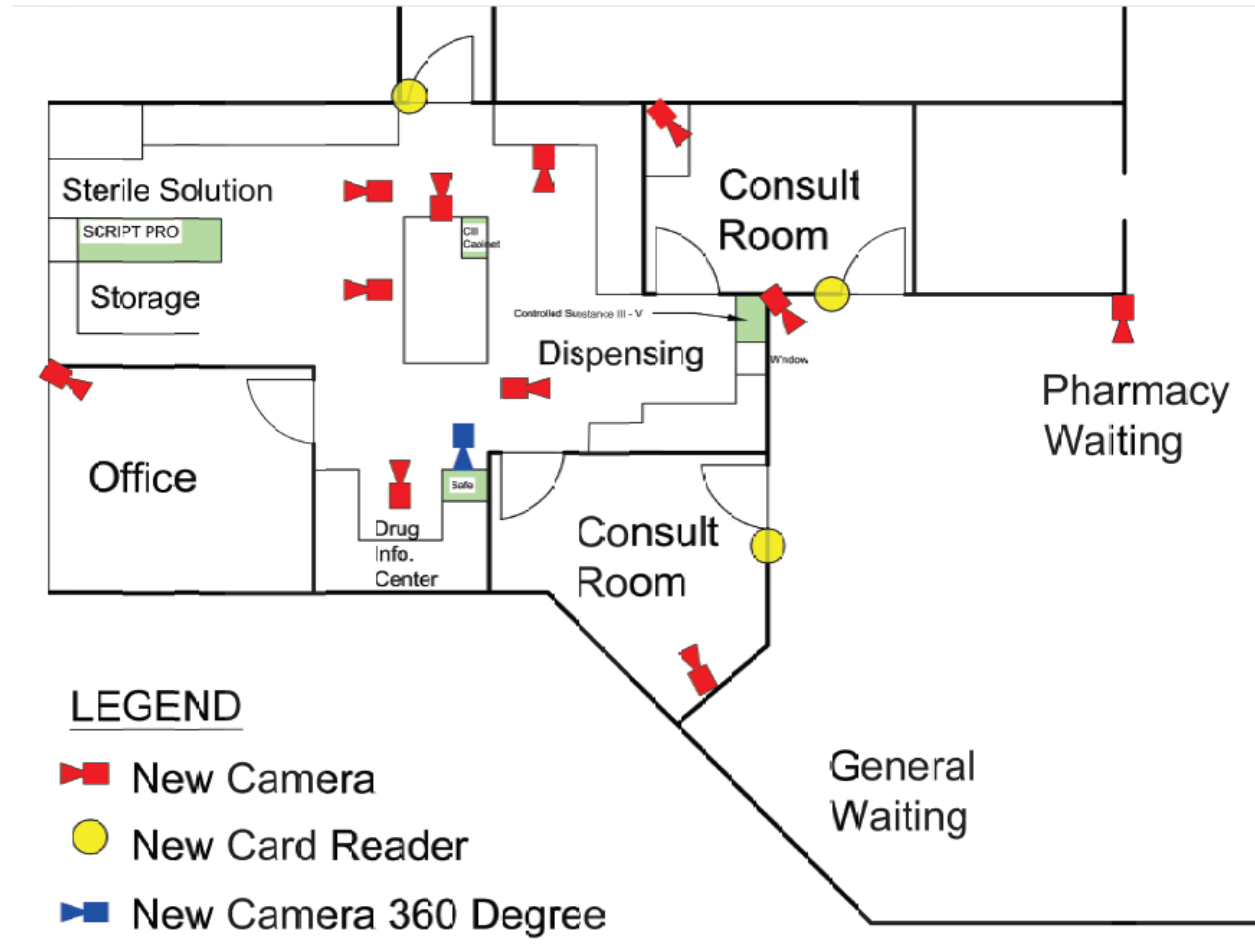 Sterile Solution
SCRIPT PRO
Storage
CIII
Cabinet
Consult
Room
Controlled Substance III - V
Dispensing
Window
Pharmacy
Waiting
Office
Safe
Drug
Info.
Center
Consult
Room
LEGEND
New Camera
New Card Reader
New Camera 360 Degree
General
Waiting